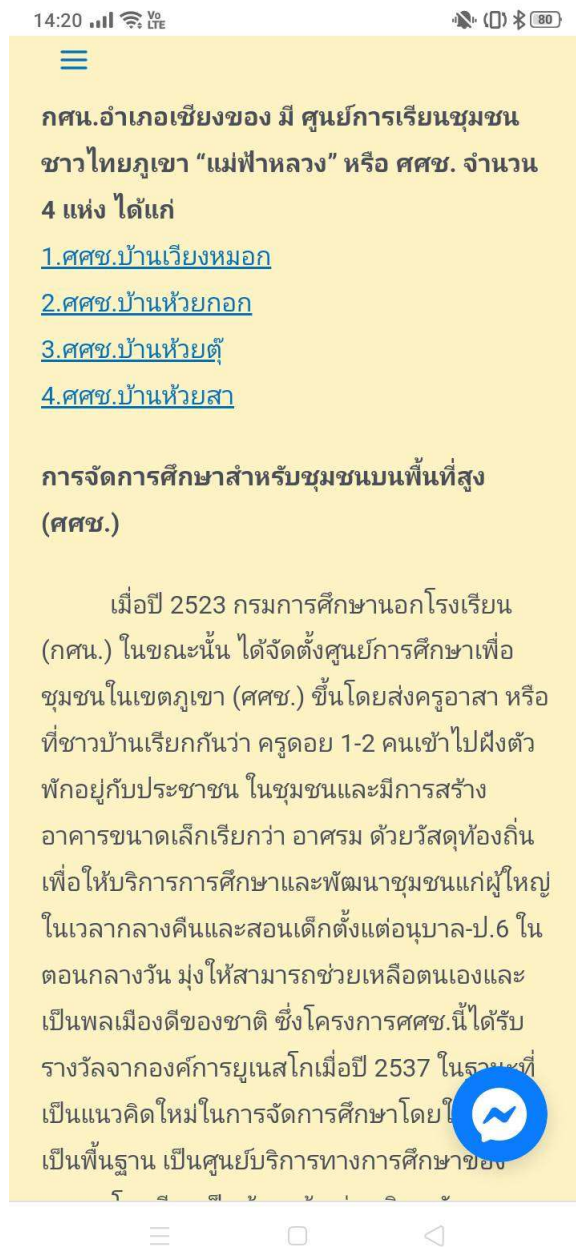 14:20 Vo LTE 80
กศน.อำเภอเชียงของ มี ศูนย์การเรียนชุมชน
ชาวไทยภูเขา “แม่ฟ้าหลวง” หรือ ศศช. จำนวน
4 แห่ง ได้แก่
1.ศศช.บ้านเวียงหมอก
2.ศศช.บ้านห้วยกอก
3.ศศช.บ้านห้วยตุ๊
4.ศศช.บ้านห้วยสา
การจัดการศึกษาสำหรับชุมชนบนพื้นที่สูง
(ศศช.)
เมื่อปี 2523 กรมการศึกษานอกโรงเรียน
(กศน.) ในขณะนั้น ได้จัดตั้งศูนย์การศึกษาเพื่อ
ชุมชนในเขตภูเขา (ศศช.) ขึ้นโดยส่งครูอาสา หรือ
ที่ชาวบ้านเรียกกันว่า ครูดอย 1-2 คนเข้าไปฝังตัว
พักอยู่กับประชาชน ในชุมชนและมีการสร้าง
อาคารขนาดเล็กเรียกว่า อาศรม ด้วยวัสดุท้องถิ่น
เพื่อให้บริการการศึกษาและพัฒนาชุมชนแก่ผู้ใหญ่
ในเวลากลางคืนและสอนเด็กตั้งแต่อนุบาล-ป.6 ใน
ตอนกลางวัน มุ่งให้สามารถช่วยเหลือตนเองและ
เป็นพลเมืองดีของชาติ ซึ่งโครงการศศช.นี้ได้รับ
รางวัลจากองค์การยูเนสโกเมื่อปี 2537 ในฐานะที่
เป็นแนวคิดใหม่ในการจัดการศึกษาโดย
เป็นพื้นฐาน เป็นศูนย์บริการทางการศึกษาของ